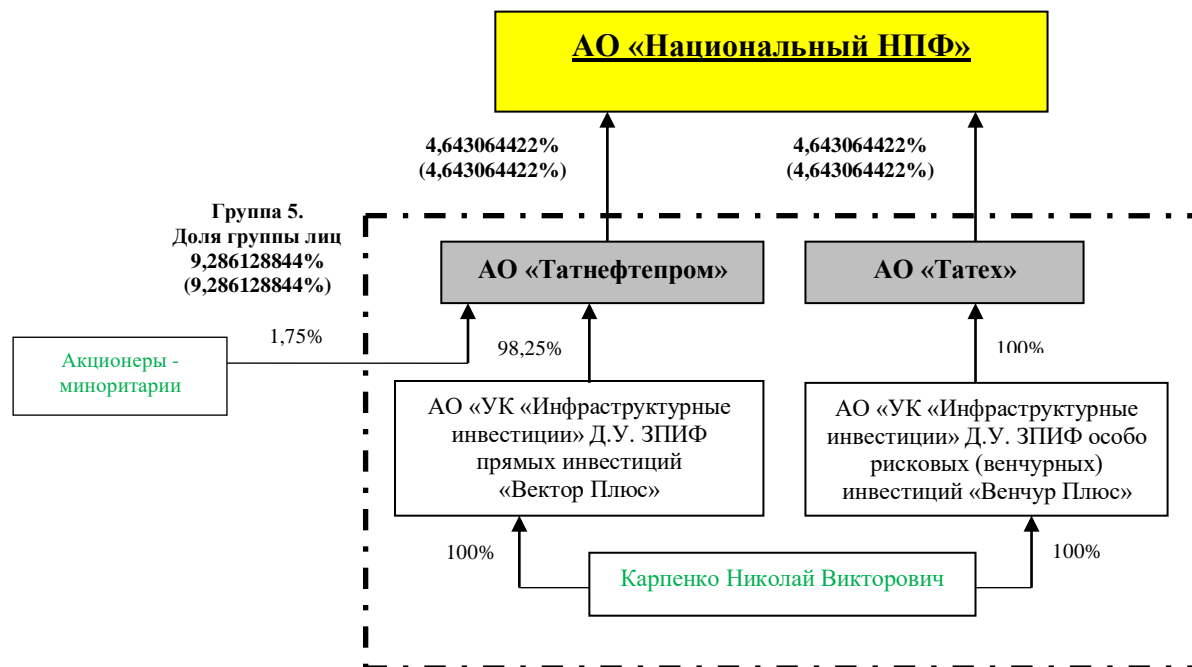 АО «Национальный НПФ»
4,643064422%
(4,643064422%)
4,643064422%
(4,643064422%)
Группа 5.
Доля группы лиц
9,286128844%
(9,286128844%)
АО «Татнефтепром»
АО «Татех»
1,75%
98,25%
100%
Акционеры -
миноритарии
АО «УК «Инфраструктурные
инвестиции» Д.У. ЗПИФ
прямых инвестиций
«Вектор Плюс»
АО «УК «Инфраструктурные
инвестиции» Д.У. ЗПИФ особо
рисковых (венчурных)
инвестиций «Венчур Плюс»
100%
100%
Карпенко Николай Викторович